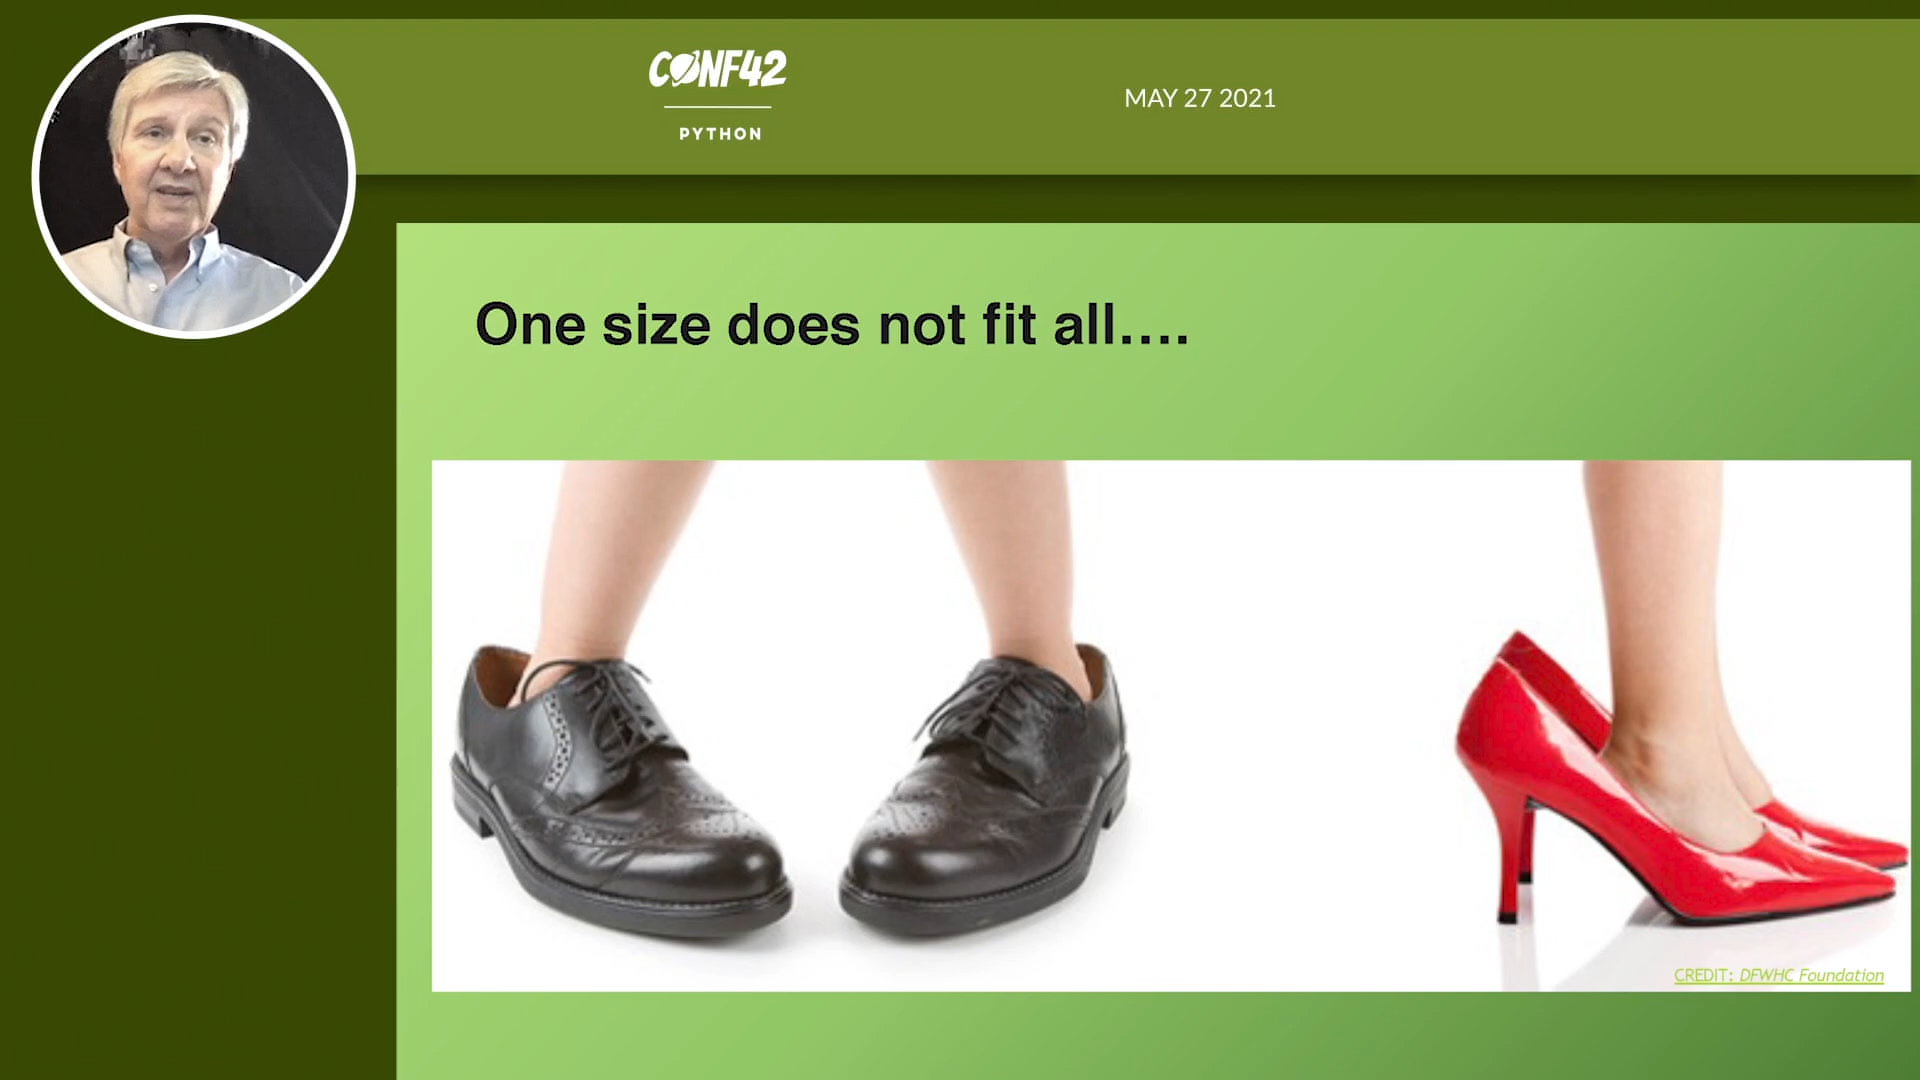 CONF42
PYTHON
MAY 27 2021
One size does not fit all....
CREDIT: DFWHC Foundation